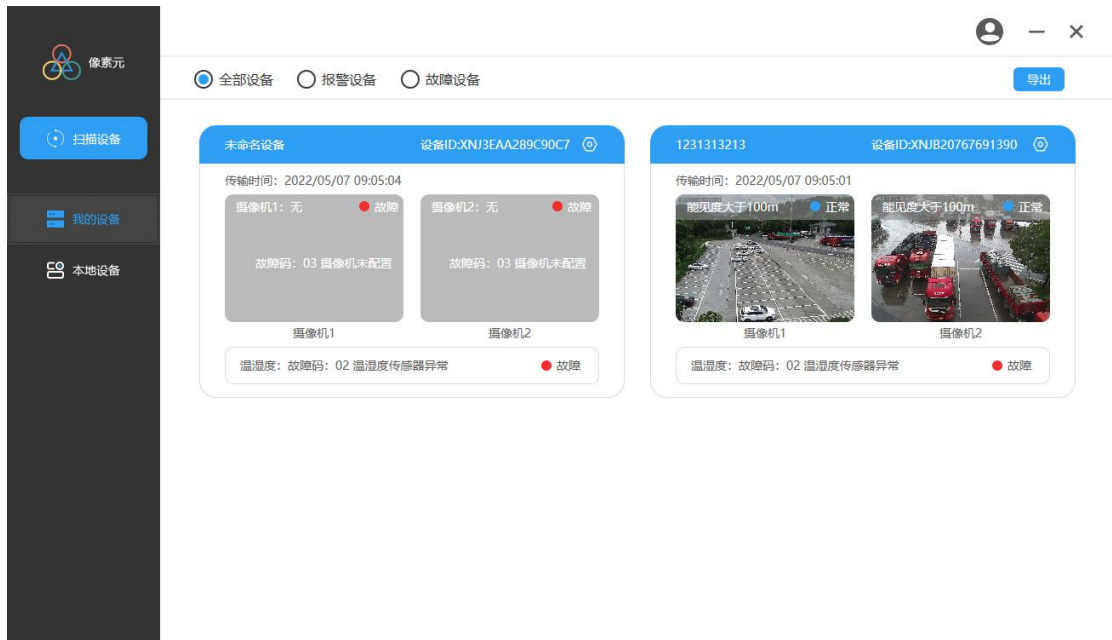 像素元
扫描设备
我的设备
本地设备
全部设备 报警设备 故障设备 导出
未命名设备 设备ID:XNJ3EAA289C90C7
传输时间：2022/05/07 09:05:04
摄像机1：无 故障 摄像机2：无 故障
故障码：03 摄像机未配置 故障码：03 摄像机未配置
摄像机1 摄像机2
温湿度：故障码：02 温湿度传感器异常 故障
1231313213 设备ID:XNJB20767691390
传输时间：2022/05/07 09:05:01
能见度大于100m 正常 能见度大于100m 正常
摄像机1 摄像机2
温湿度：故障码：02 温湿度传感器异常 故障